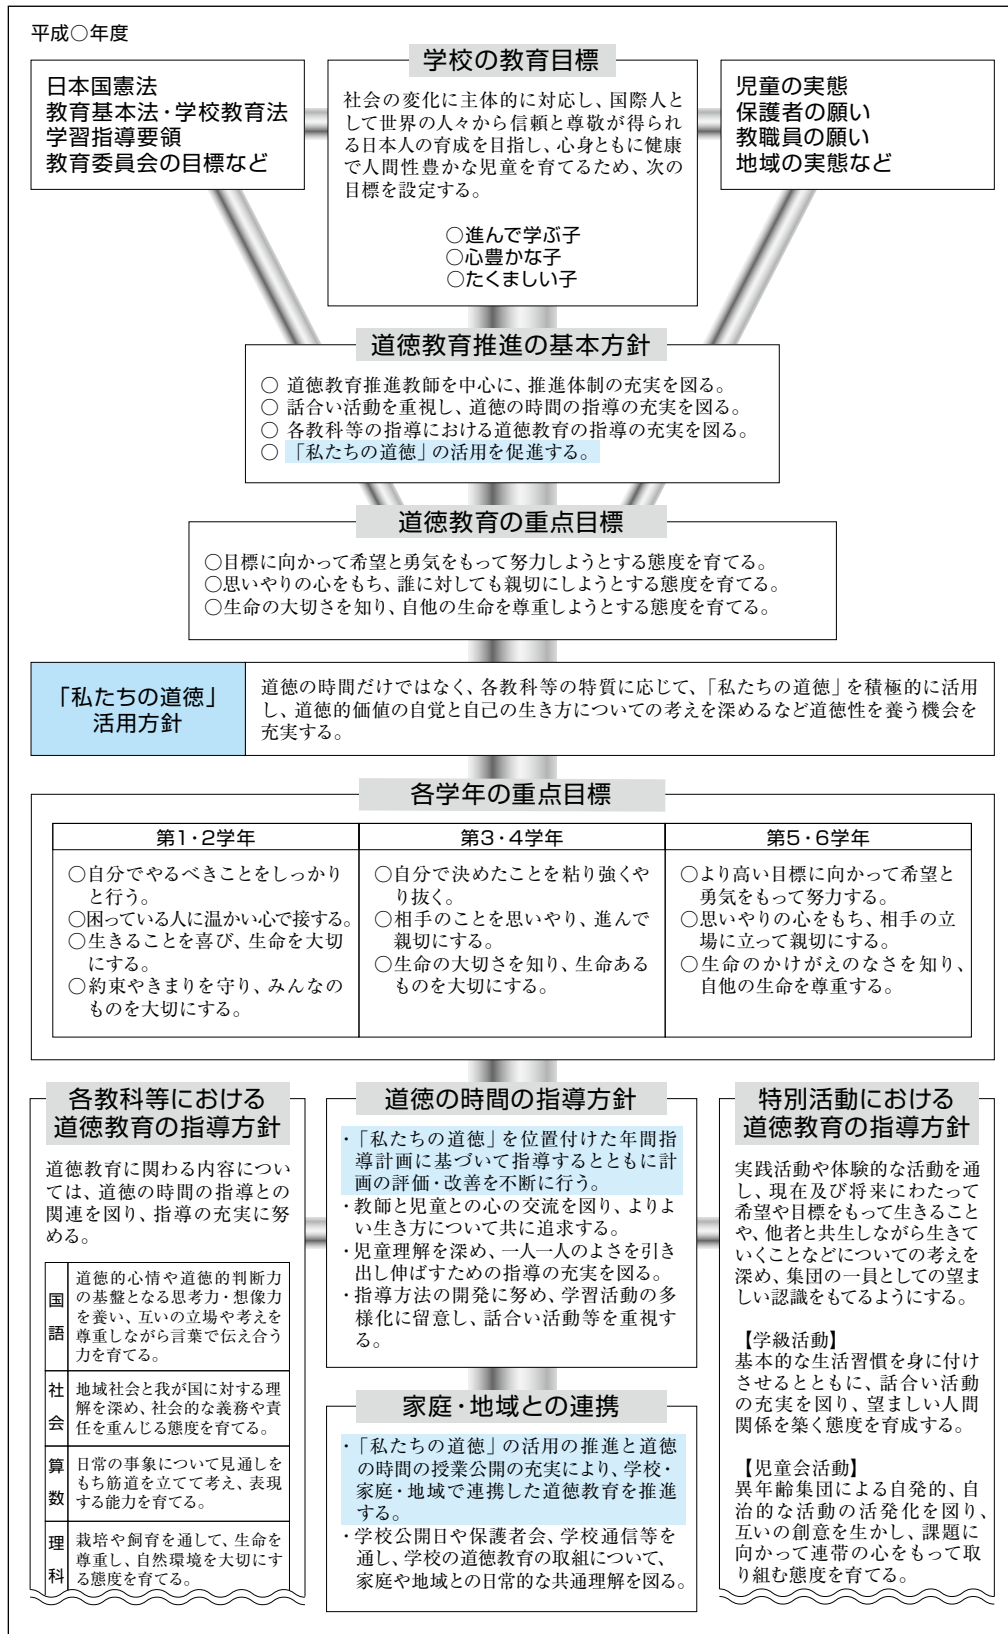 平成○年度
日本国憲法
教育基本法・学校教育法
学習指導要領
教育委員会の目標など
学校の教育目標
社会の変化に主体的に対応し、国際人と
して世界の人々から信頼と尊敬が得られ
る日本人の育成を目指し、心身ともに健康
で人間性豊かな児童を育てるため、次の
目標を設定する。
○進んで学ぶ子
○心豊かな子
○たくましい子
児童の実態
保護者の願い
教職員の願い
地域の実態など
道徳教育推進の基本方針
○ 道徳教育推進教師を中心に、推進体制の充実を図る。
○ 話合い活動を重視し、道徳の時間の指導の充実を図る。
○ 各教科等の指導における道徳教育の指導の充実を図る。
○ 「私たちの道徳」の活用を促進する。
道徳教育の重点目標
○目標に向かって希望と勇気をもって努力しようとする態度を育てる。
○思いやりの心をもち、誰に対しても親切にしようとする態度を育てる。
○生命の大切さを知り、自他の生命を尊重しようとする態度を育てる。
「私たちの道徳」
活用方針
道徳の時間だけではなく、各教科等の特質に応じて、「私たちの道徳」を積極的に活用
し、道徳的価値の自覚と自己の生き方についての考えを深めるなど道徳性を養う機会を
充実する。
各学年の重点目標
第1・2学年
○自分でやるべきことをしっかり
と行う。
○困っている人に温かい心で接する。
○生きることを喜び、生命を大切
にする。
○約束やきまりを守り、みんなの
ものを大切にする。
第3・4学年
○自分で決めたことを粘り強くや
り抜く。
○相手のことを思いやり、進んで
親切にする。
○生命の大切さを知り、生命ある
ものを大切にする。
第5・6学年
○より高い目標に向かって希望と
勇気をもって努力する。
○思いやりの心をもち、相手の立
場に立って親切にする。
○生命のかけがえのなさを知り、
自他の生命を尊重する。
各教科等における
道徳教育の指導方針
道徳教育に関わる内容につい
ては、道徳の時間の指導との
関連を図り、指導の充実に努
める。
国語
道徳的心情や道徳的判断力
の基盤となる思考力・想像力
を養い、互いの立場や考えを
尊重しながら言葉で伝え合う
力を育てる。
社会
地域社会と我が国に対する理
解を深め、社会的な義務や責
任を重んじる態度を育てる。
算数
日常の事象について見通しを
もち筋道を立てて考え、表現
する能力を育てる。
理科
栽培や飼育を通して、生命を
尊重し、自然環境を大切にす
る態度を育てる。
道徳の時間の指導方針
・「私たちの道徳」を位置付けた年間指
導計画に基づいて指導するとともに計
画の評価・改善を不断に行う。
・教師と児童との心の交流を図り、よりよ
い生き方について共に追求する。
・児童理解を深め、一人一人のよさを引き
出し伸ばすための指導の充実を図る。
・指導方法の開発に努め、学習活動の多
様化に留意し、話合い活動等を重視す
る。
家庭・地域との連携
・「私たちの道徳」の活用の推進と道徳
の時間の授業公開の充実により、学校・
家庭・地域で連携した道徳教育を推進
する。
・学校公開日や保護者会、学校通信等を
通し、学校の道徳教育の取組について、
家庭や地域との日常的な共通理解を図る。
特別活動における
道徳教育の指導方針
実践活動や体験的な活動を通
し、現在及び将来にわたって
希望や目標をもって生きること
や、他者と共生しながら生きて
いくことなどについての考えを
深め、集団の一員としての望ま
しい認識をもてるようにする。
【学級活動】
基本的な生活習慣を身に付け
させるとともに、話合い活動
の充実を図り、望ましい人間
関係を築く態度を育成する。
【児童会活動】
異年齢集団による自発的、自
治的な活動の活発化を図り、
互いの創意を生かし、課題に
向かって連帯の心をもって取
り組む態度を育てる。